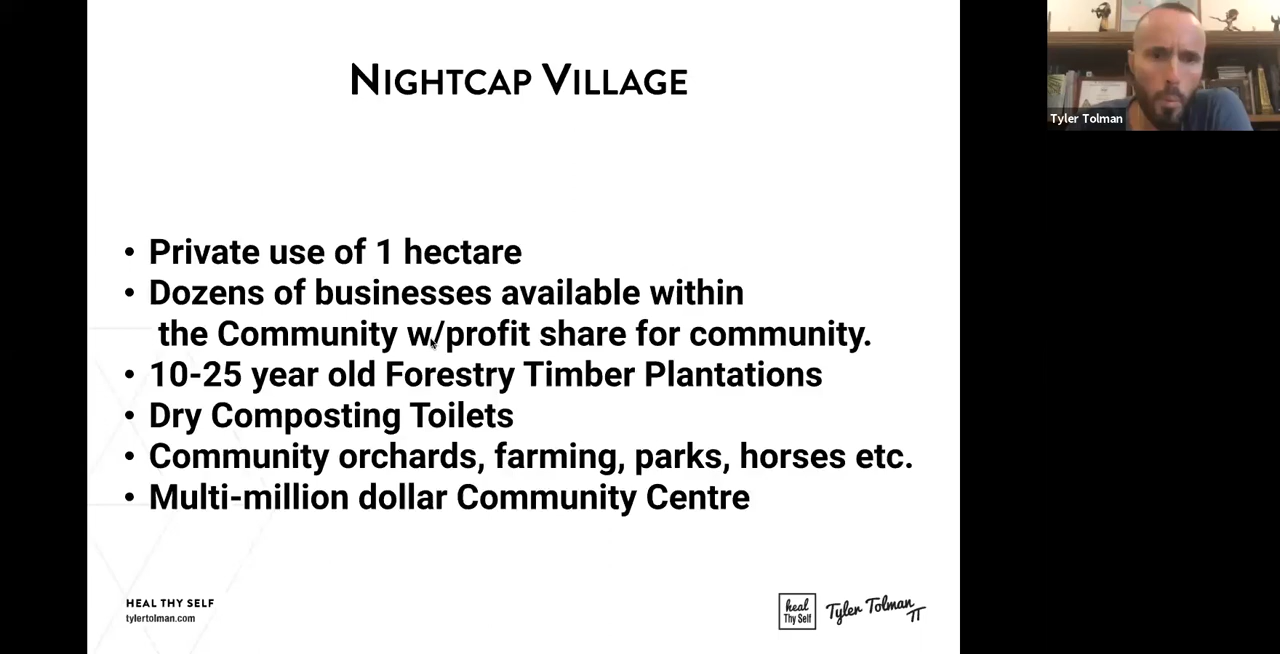 NIGHTCAP VILLAGE
• Private use of 1 hectare
• Dozens of businesses available within
the Community w/profit share for community.
• 10-25 year old Forestry Timber Plantations
• Dry Composting Toilets
• Community orchards, farming, parks, horses etc.
• Multi-million dollar Community Centre
HEAL THY SELF
tylertolman.com
heal
Thy Self
Tyler Tolman
TT
Tyler Tolman